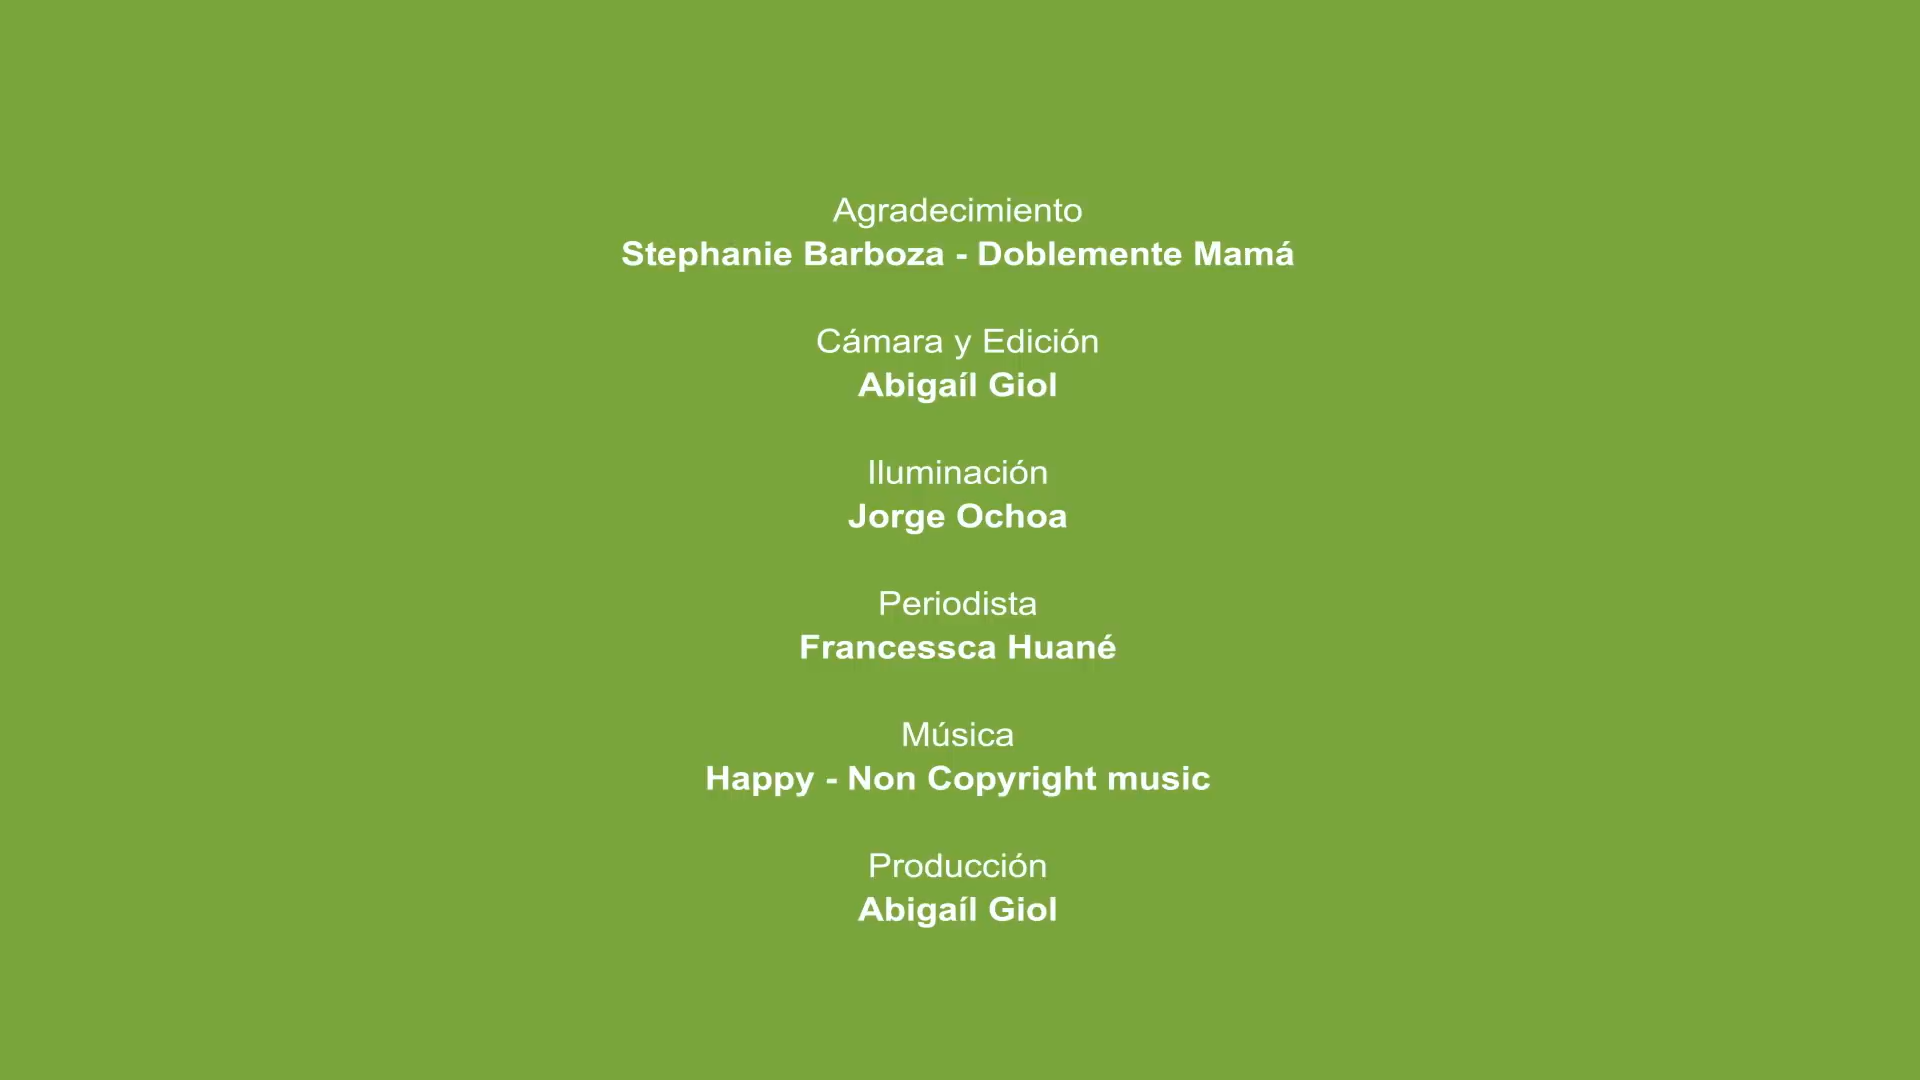 Agradecimiento
Stephanie Barboza - Doblemente Mamá
Cámara y Edición
Abigaíl Giol
Iluminación
Jorge Ochoa
Periodista
Francessca Huané
Música
Happy - Non Copyright music
Producción
Abigaíl Giol